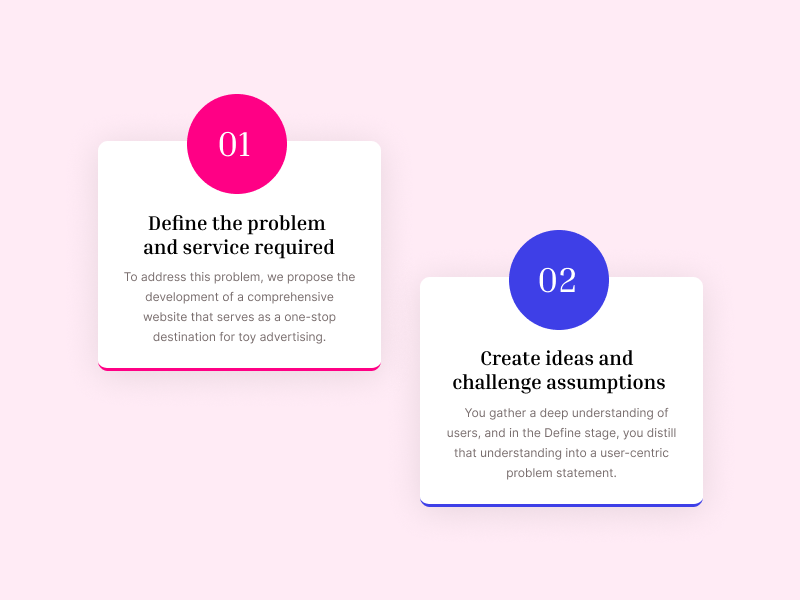 01
Define the problem
and service required
To address this problem, we propose the
development of a comprehensive
website that serves as a one-stop
destination for toy advertising.
02
Create ideas and
challenge assumptions
You gather a deep understanding of
users, and in the Define stage, you distill
that understanding into a user-centric
problem statement.